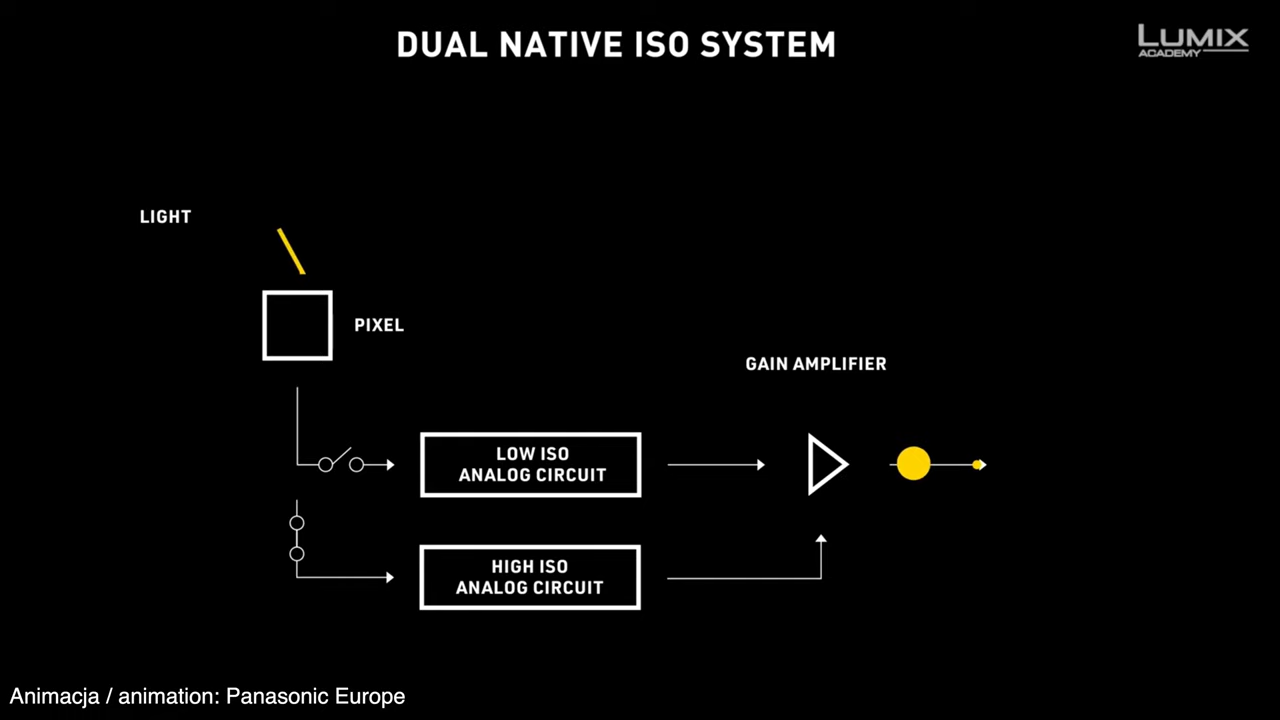 DUAL NATIVE ISO SYSTEM
LUMIX
ACADEMY
LIGHT
PIXEL
GAIN AMPLIFIER
LOW ISO
ANALOG CIRCUIT
HIGH ISO
ANALOG CIRCUIT
Animacja / animation: Panasonic Europe